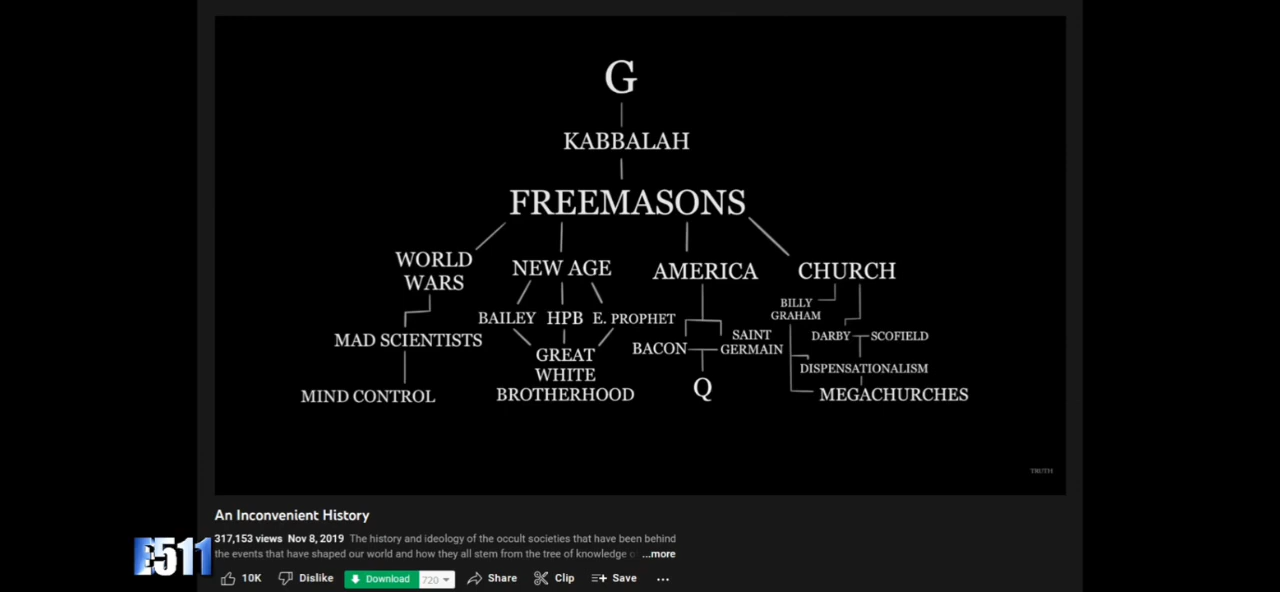 G
KABBALAH
FREEMASONS
WORLD
WARS
NEW AGE
AMERICA
CHURCH
MAD SCIENTISTS
MIND CONTROL
BAILEY HPB E. PROPHET
GREAT
WHITE
BROTHERHOOD
BACON
SAINT
GERMAIN
Q
BILLY
GRAHAM
DARBY SCOFIELD
DISPENSATIONALISM
MEGACHURCHES
TRUTH
An Inconvenient History
317,153 views Nov 8, 2019 The history and ideology of the occult societies that have been behind
the events that have shaped our world and how they all stem from the tree of knowledge o ...more
511
10K Dislike Download 720 Share Clip Save ...